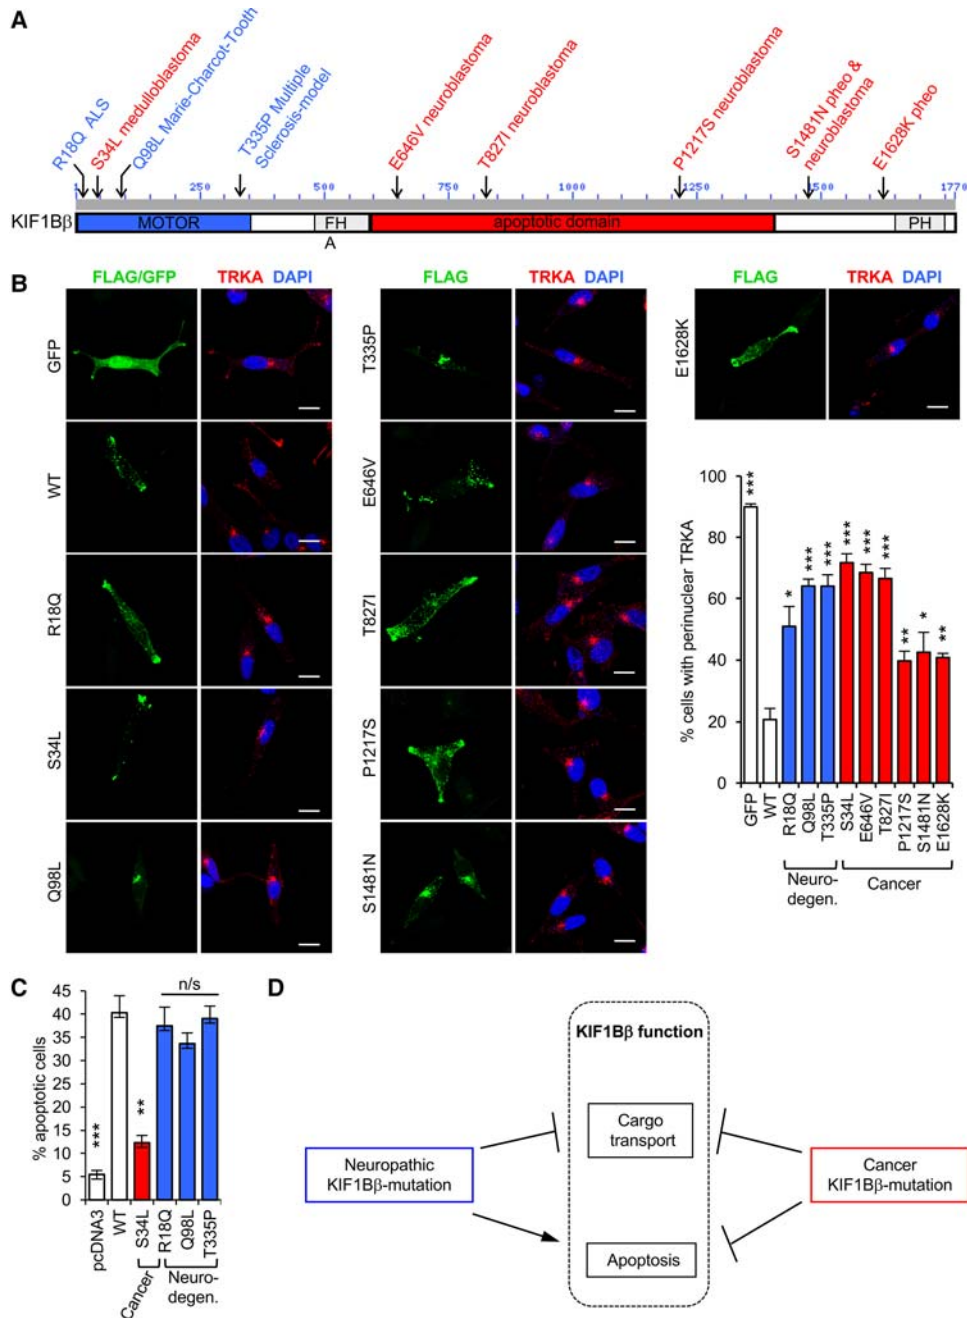 A
R18Q ALS
S34L medulloblastoma
Q98L Marie-Charcot-Tooth
T335P Multiple
Sclerosis-model
E646V neuroblastoma
T827I neuroblastoma
P1217S neuroblastoma
S1481N pheo &
neuroblastoma
E1628K pheo
1 250 500 750 1000 1250 1500 1770
KIF1Bβ MOTOR FH apoptotic domain PH
A
B
FLAG/GFP TRKA DAPI
GFP
WT
R18Q
S34L
Q98L
FLAG TRKA DAPI
T335P
E646V
T827I
P1217S
S1481N
FLAG TRKA DAPI
E1628K
% cells with perinuclear TRKA
100
80
60
40
20
0
*** * *** *** *** *** *** ** * **
GFP WT R18Q Q98L T335P S34L E646V T827I P1217S S1481N E1628K
Neuro-
degen.
Cancer
C
% apoptotic cells
45
40
35
30
25
20
15
10
5
0
n/s
*** **
pcDNA3 WT S34L R18Q Q98L T335P
Cancer
Neuro-
degen.
D
KIF1Bβ function
Cargo
transport
Neuropathic
KIF1Bβ-mutation
Cancer
KIF1Bβ-mutation
Apoptosis